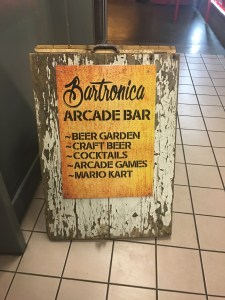 Bartronica
ARCADE BAR
~BEER GARDEN
~CRAFT BEER
~COCKTAILS
~ARCADE GAMES
~MARIO KART